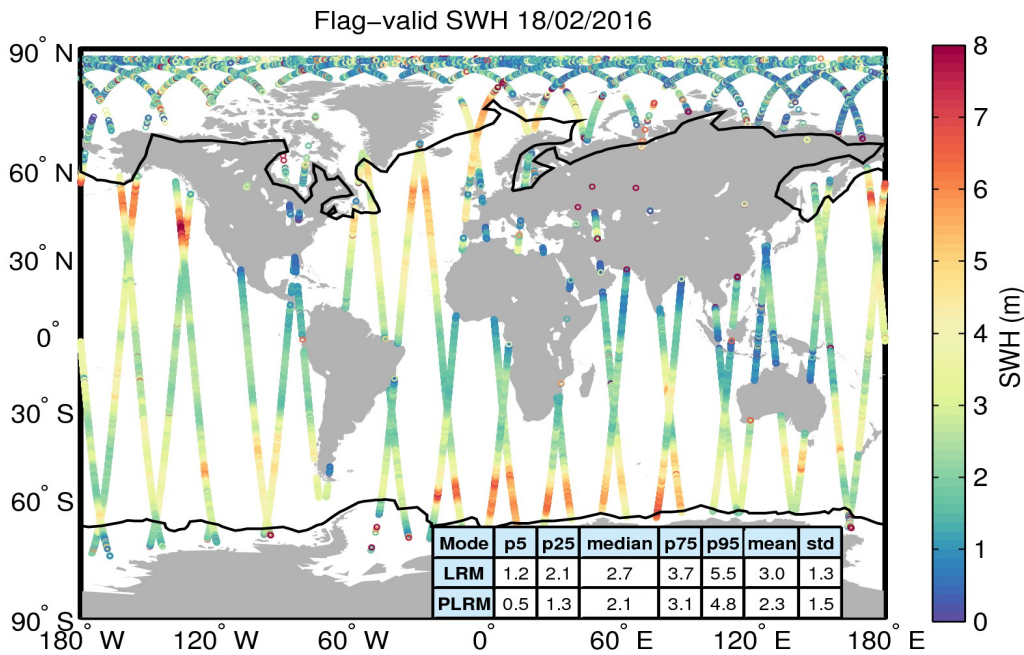 Flag−valid SWH 18/02/2016
90° N
60° N
30° N
0°
30° S
60° S
90° S
180° W
120° W
60° W
0°
60° E
120° E
180° E
8
7
6
5
4
3
2
1
0
SWH (m)
Mode p5 p25 median p75 p95 mean std
LRM 1.2 2.1 2.7 3.7 5.5 3.0 1.3
PLRM 0.5 1.3 2.1 3.1 4.8 2.3 1.5